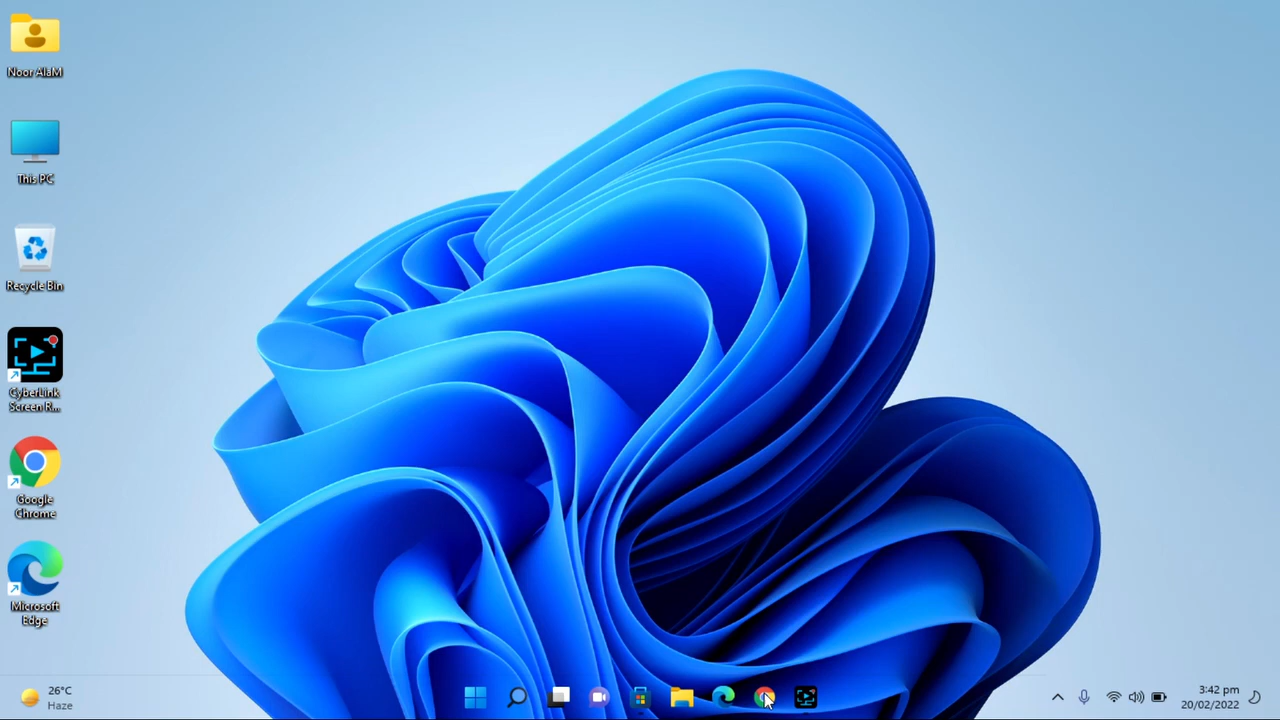 Noor AlaM
This PC
Recycle Bin
CyberLink
Screen R...
Google
Chrome
Microsoft
Edge
26°C
Haze
3:42 pm
20/02/2022